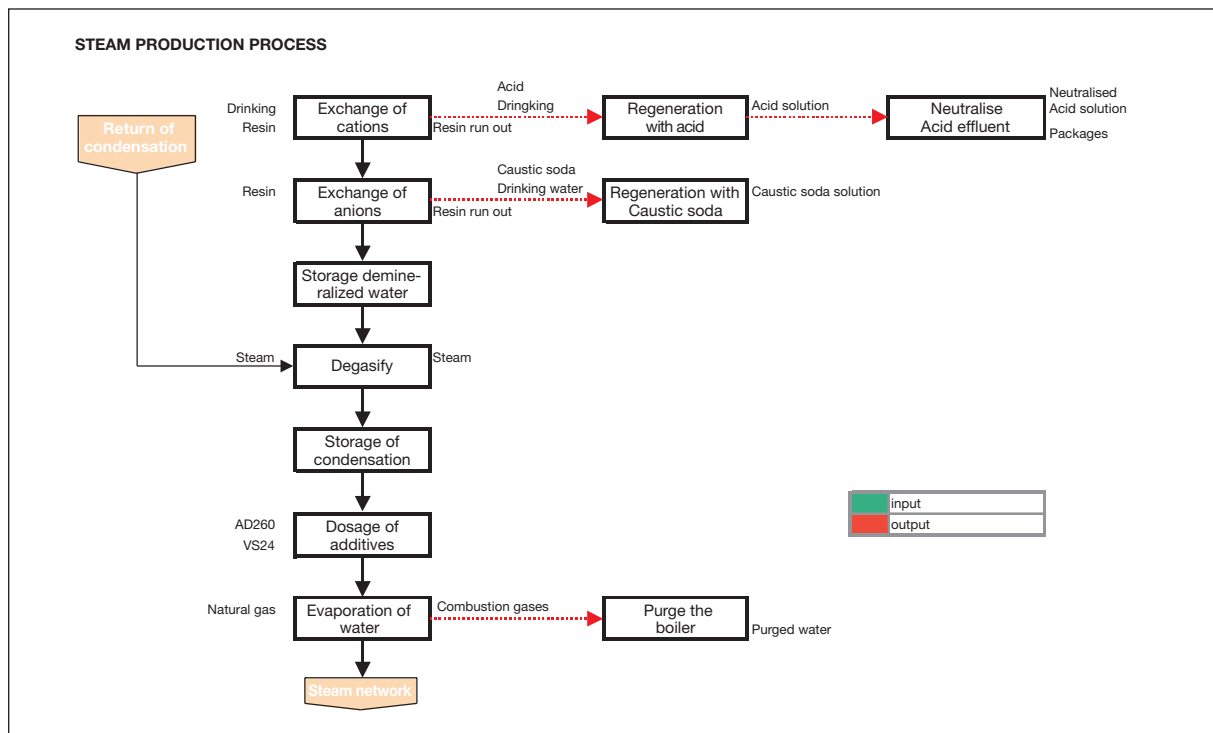 STEAM PRODUCTION PROCESS
Return of
condensation
Drinking
Resin
Exchange of
cations
Acid
Dringking
Resin run out
Regeneration
with acid
Acid solution
Neutralise
Acid effluent
Neutralised
Acid solution
Packages
Resin
Exchange of
anions
Caustic soda
Drinking water
Resin run out
Regeneration with
Caustic soda
Caustic soda solution
Storage demine-
ralized water
Steam
Degasify
Steam
Storage of
condensation
AD260
VS24
Dosage of
additives
input
output
Natural gas
Evaporation of
water
Combustion gases
Purge the
boiler
Purged water
Steam network